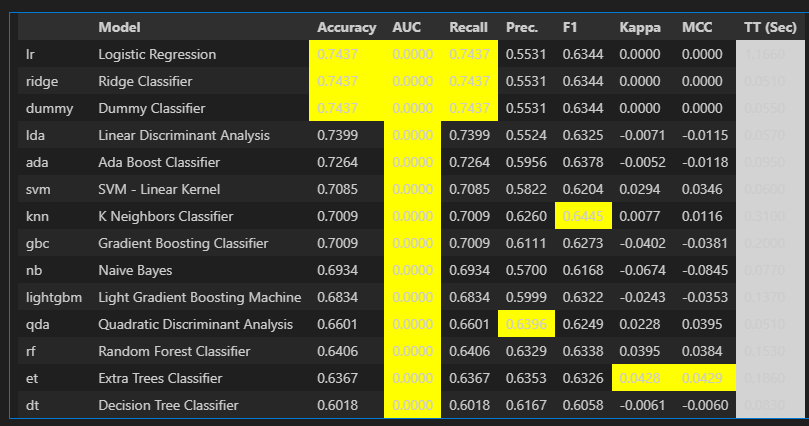 Model Accuracy AUC Recall Prec. F1 Kappa MCC TT (Sec)
lr Logistic Regression 0.7437 0.0000 0.7437 0.5531 0.6344 0.0000 0.0000 1.1660
ridge Ridge Classifier 0.7437 0.0000 0.7437 0.5531 0.6344 0.0000 0.0000 0.0510
dummy Dummy Classifier 0.7437 0.0000 0.7437 0.5531 0.6344 0.0000 0.0000 0.0550
lda Linear Discriminant Analysis 0.7399 0.0000 0.7399 0.5524 0.6325 -0.0071 -0.0115 0.0570
ada Ada Boost Classifier 0.7264 0.0000 0.7264 0.5956 0.6378 -0.0052 -0.0118 0.0950
svm SVM - Linear Kernel 0.7085 0.0000 0.7085 0.5822 0.6204 0.0294 0.0346 0.0600
knn K Neighbors Classifier 0.7009 0.0000 0.7009 0.6260 0.6445 0.0077 0.0116 0.3100
gbc Gradient Boosting Classifier 0.7009 0.0000 0.7009 0.6111 0.6273 -0.0402 -0.0381 0.2000
nb Naive Bayes 0.6934 0.0000 0.6934 0.5700 0.6168 -0.0674 -0.0845 0.0770
lightgbm Light Gradient Boosting Machine 0.6834 0.0000 0.6834 0.5999 0.6322 -0.0243 -0.0353 0.1370
qda Quadratic Discriminant Analysis 0.6601 0.0000 0.6601 0.6396 0.6249 0.0228 0.0395 0.0510
rf Random Forest Classifier 0.6406 0.0000 0.6406 0.6329 0.6338 0.0395 0.0384 0.1530
et Extra Trees Classifier 0.6367 0.0000 0.6367 0.6353 0.6326 0.0428 0.0429 0.1860
dt Decision Tree Classifier 0.6018 0.0000 0.6018 0.6167 0.6058 -0.0061 -0.0060 0.0830